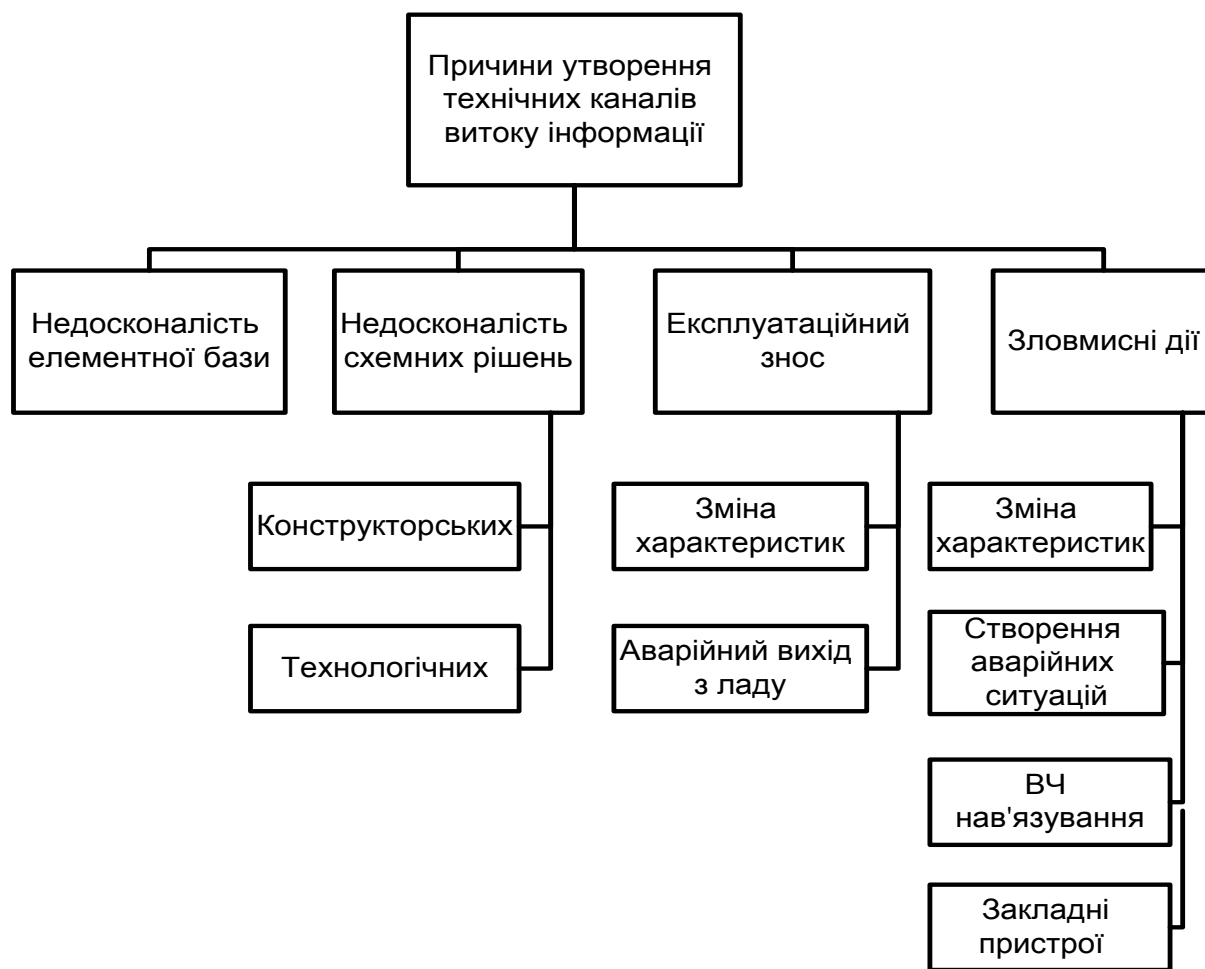 Причини утворення
технічних каналів
витоку інформації
Недосконалість
елементної бази
Недосконалість
схемних рішень
Експлуатаційний
знос
Зловмисні дії
Конструкторських
Технологічних
Зміна
характеристик
Аварійний вихід
з ладу
Зміна
характеристик
Створення
аварійних
ситуацій
ВЧ
нав'язування
Закладні
пристрої